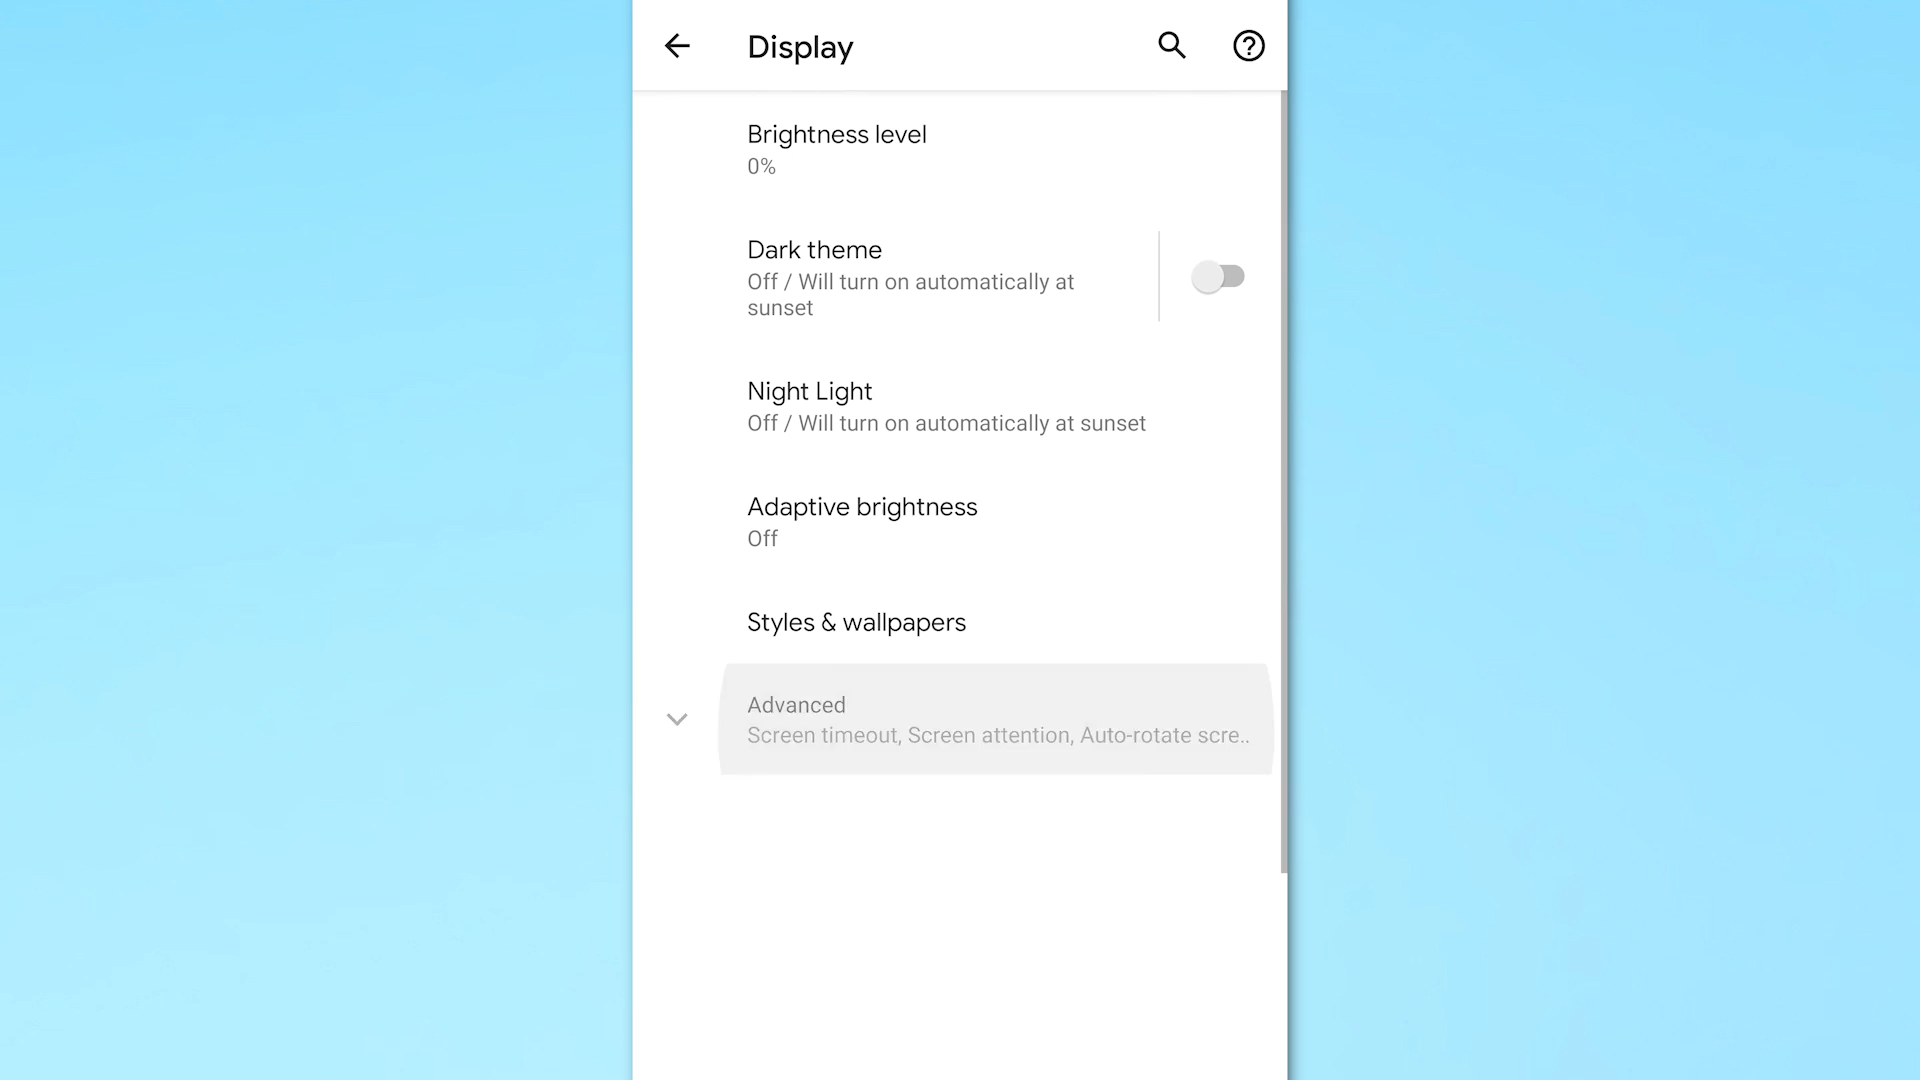 Display
Brightness level
0%
Dark theme
Off / Will turn on automatically at
sunset
Night Light
Off / Will turn on automatically at sunset
Adaptive brightness
Off
Styles & wallpapers
Advanced
Screen timeout, Screen attention, Auto-rotate scre..